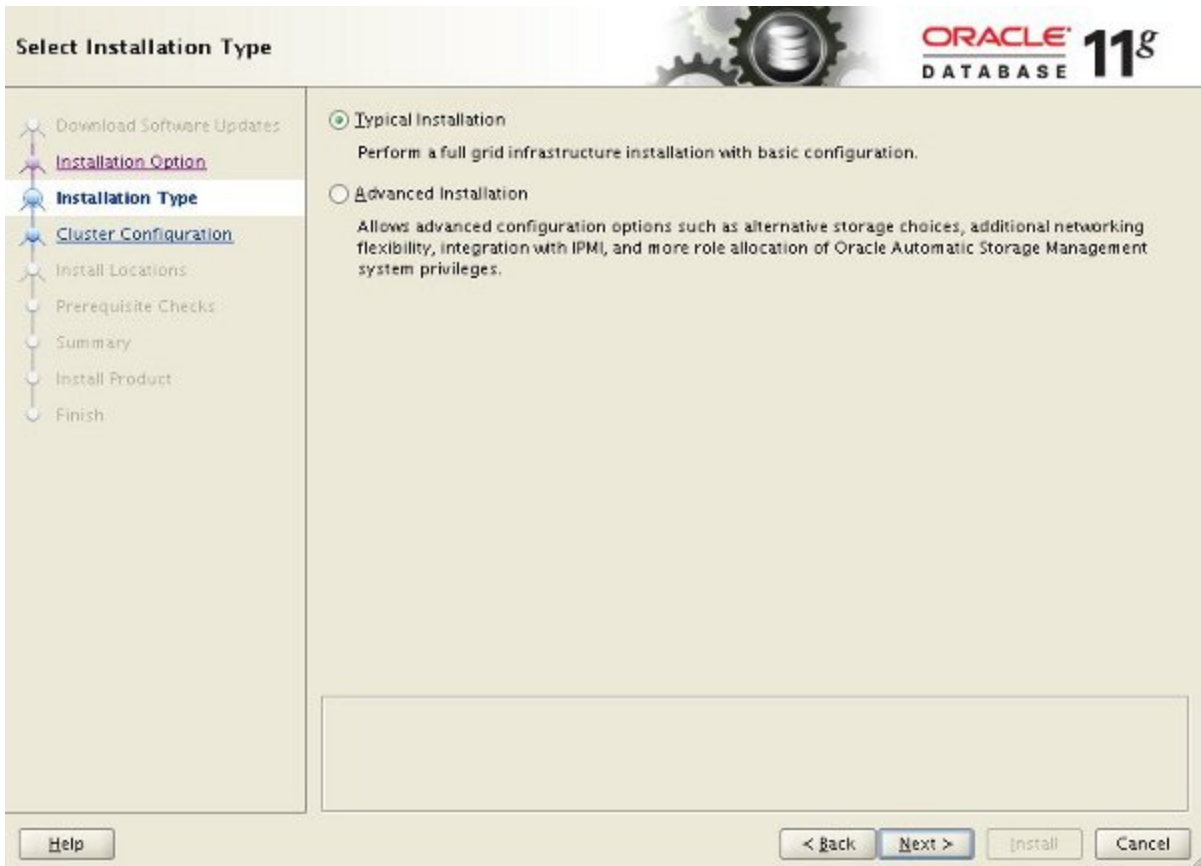 Select Installation Type
ORACLE
DATABASE
11g
Download Software Updates
Installation Option
Installation Type
Cluster Configuration
Install Locations
Prerequisite Checks
Summary
Install Product
Finish
Typical Installation
Perform a full grid infrastructure installation with basic configuration.
Advanced Installation
Allows advanced configuration options such as alternative storage choices, additional networking
flexibility, integration with IPMI, and more role allocation of Oracle Automatic Storage Management
system privileges.
Help
< Back
Next >
Install
Cancel